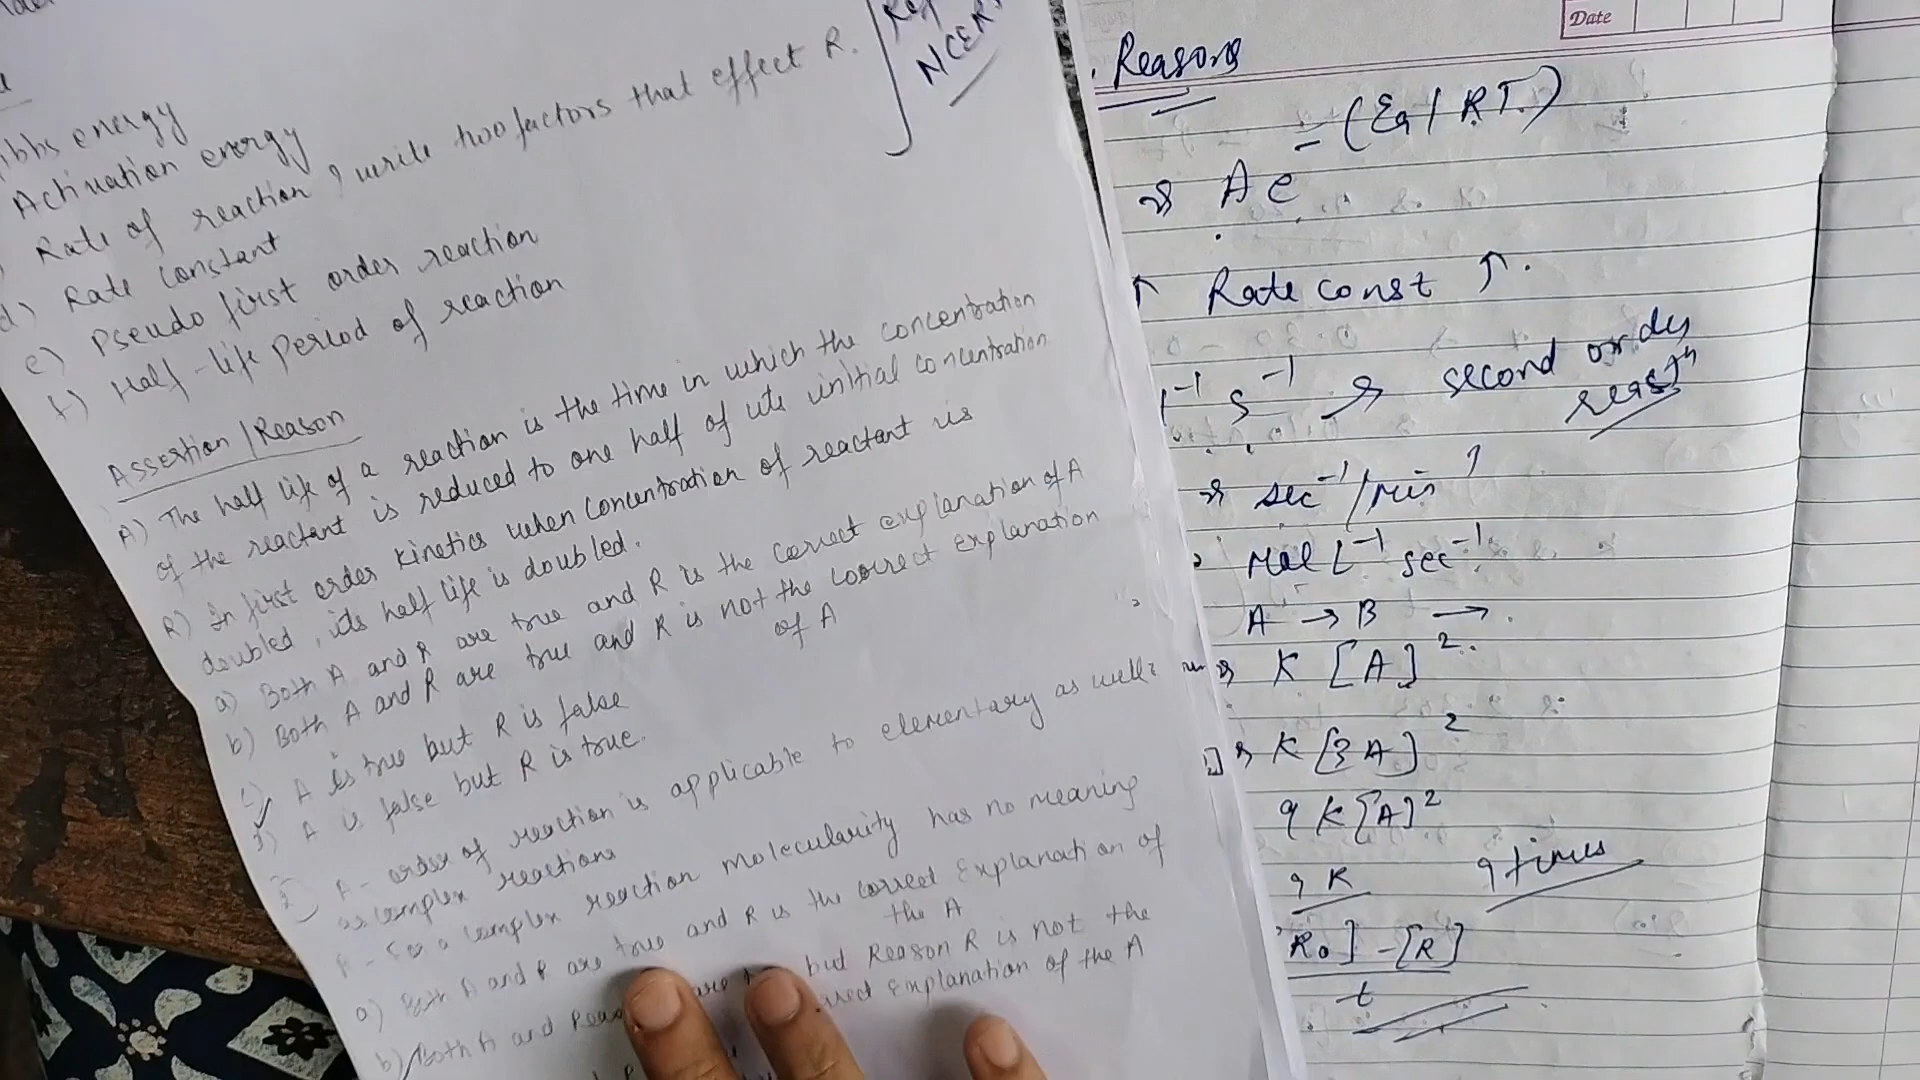 energy
Activation energy
Rate of reaction, write two factors that effect R.
NCER
d) Rate constant
e) Pseudo first order reaction
f) Half-life period of reaction
Assertion / Reason
A) The half life of a reaction is the time in which the concentration
of the reactant is reduced to one half of its initial concentration
R) In first order kinetics when concentration of reactant is
doubled, its half life is doubled.
a) Both A and R are true and R is the correct explanation of A
b) Both A and R are true and R is not the correct explanation
of A
A is true but R is false
A is false but R is true.
A - order of reaction is applicable to elementary as well
as complex reactions
R - For a complex reaction molecularity has no meaning
a) Both A and R are true and R is the correct Explanation of
the A
b) Both A and but Reason R is not the
Explanation of the A
Date
Reasons
-(Ea/RT.)
A e
↑ Rate const ↑.
s⁻¹ → second order
reactⁿ
sec⁻¹/min⁻¹
Mol L⁻¹ sec⁻¹
A → B →.
K [A]²
K [3A]²
9 K[A]²
9 K 9 times
R₀] - [R]
t